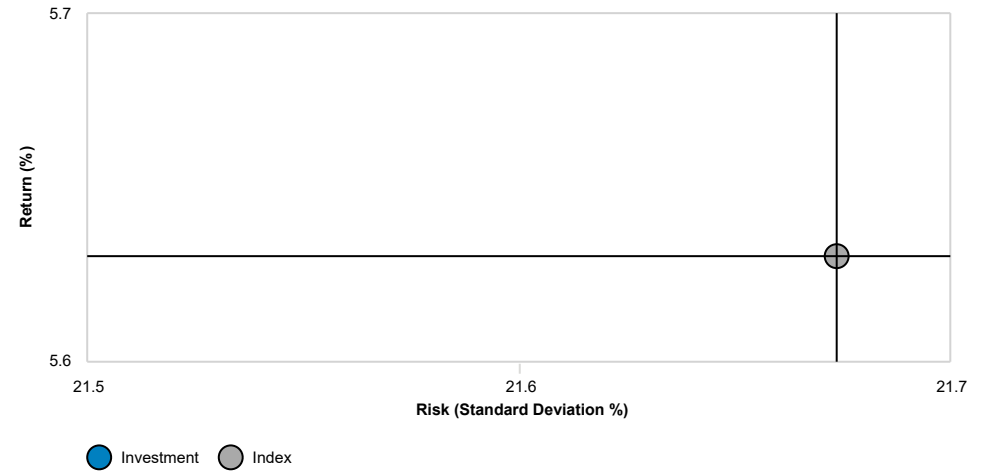 5.7
Return (%)
5.6
21.5 21.6 21.7
Risk (Standard Deviation %)
Investment Index